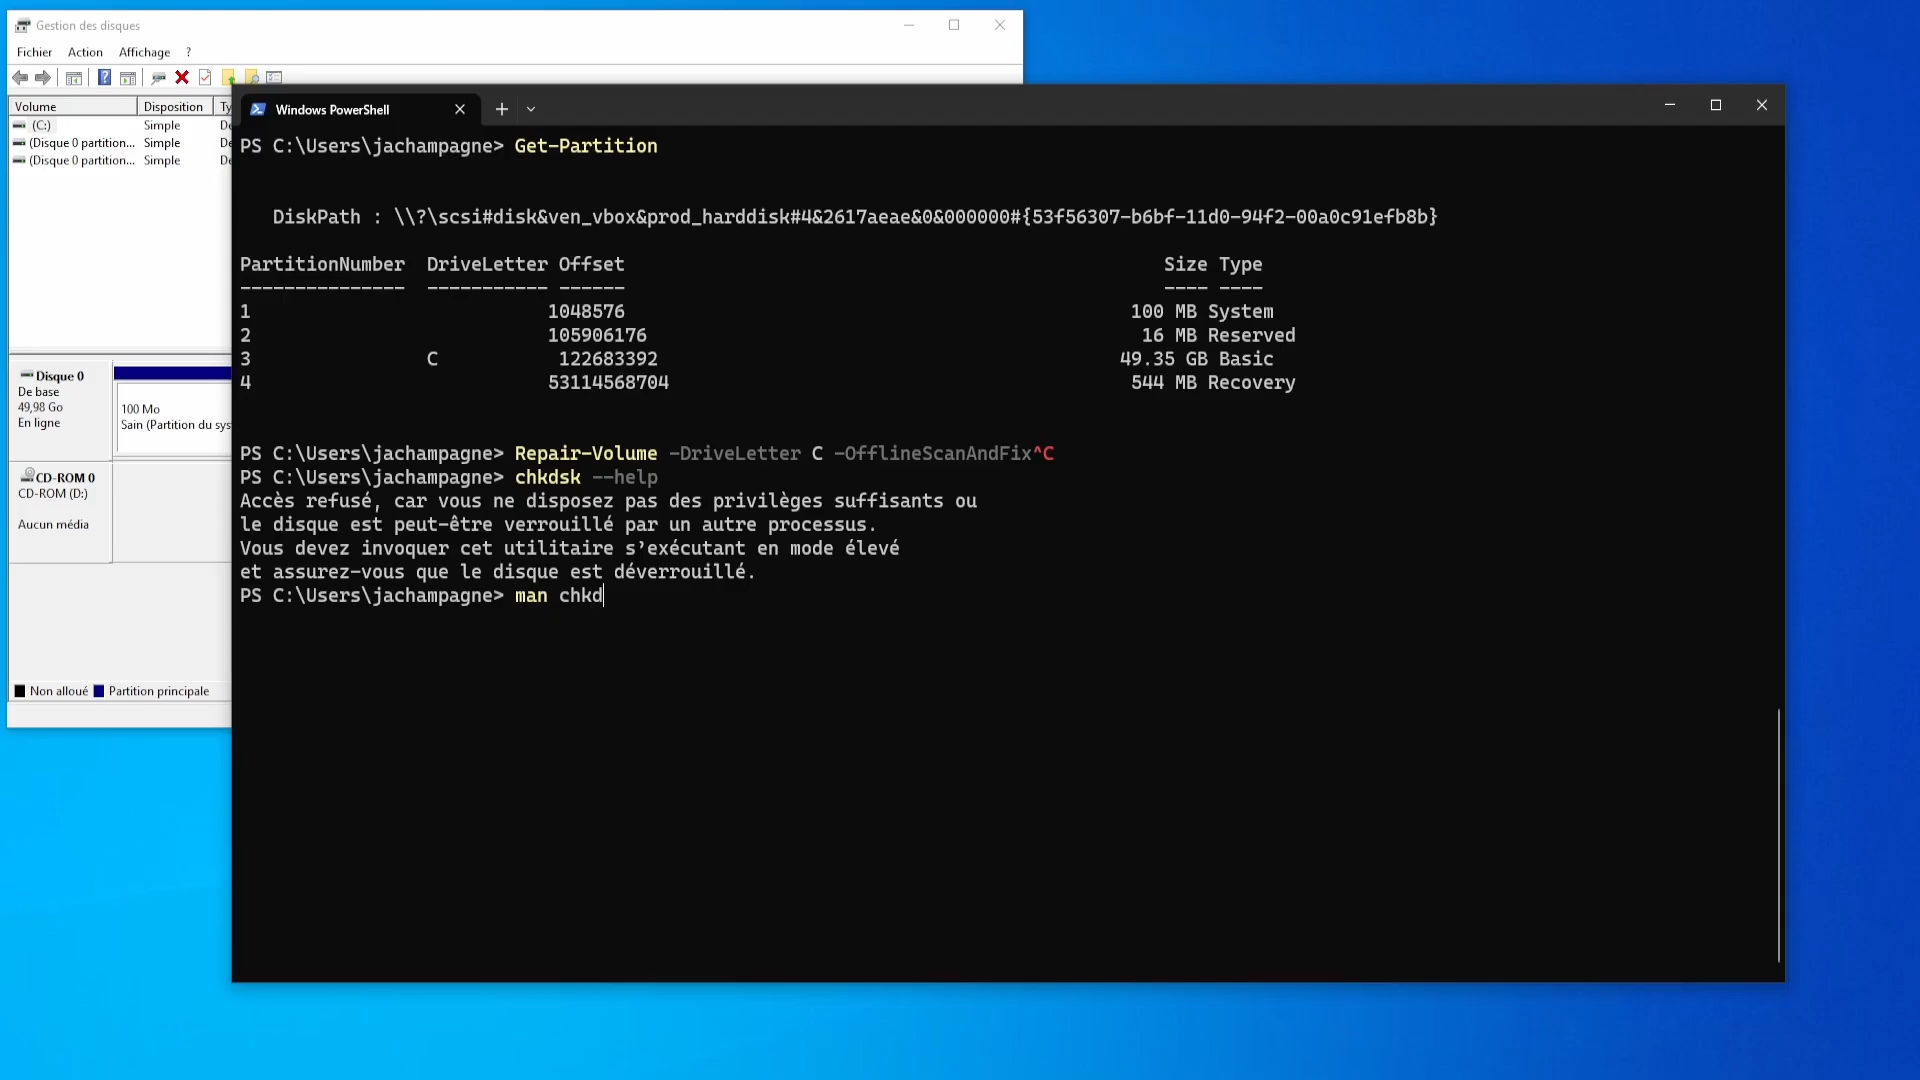 Gestion des disques
Fichier Action Affichage ?
Volume Disposition Ty
(C:) Simple De
(Disque 0 partition... Simple De
(Disque 0 partition... Simple De
Disque 0
De base
49,98 Go
En ligne
100 Mo
Sain (Partition du sys
CD-ROM 0
CD-ROM (D:)
Aucun média
Non alloué Partition principale
Windows PowerShell
PS C:\Users\jachampagne> Get-Partition
DiskPath : \\?\scsi#disk&ven_vbox&prod_harddisk#4&2617aeae&0&000000#{53f56307-b6bf-11d0-94f2-00a0c91efb8b}
PartitionNumber DriveLetter Offset Size Type
--------------- ----------- ------ ---- ----
1 1048576 100 MB System
2 105906176 16 MB Reserved
3 C 122683392 49.35 GB Basic
4 53114568704 544 MB Recovery
PS C:\Users\jachampagne> Repair-Volume -DriveLetter C -OfflineScanAndFix^C
PS C:\Users\jachampagne> chkdsk --help
Accès refusé, car vous ne disposez pas des privilèges suffisants ou
le disque est peut-être verrouillé par un autre processus.
Vous devez invoquer cet utilitaire s’exécutant en mode élevé
et assurez-vous que le disque est déverrouillé.
PS C:\Users\jachampagne> man chkd